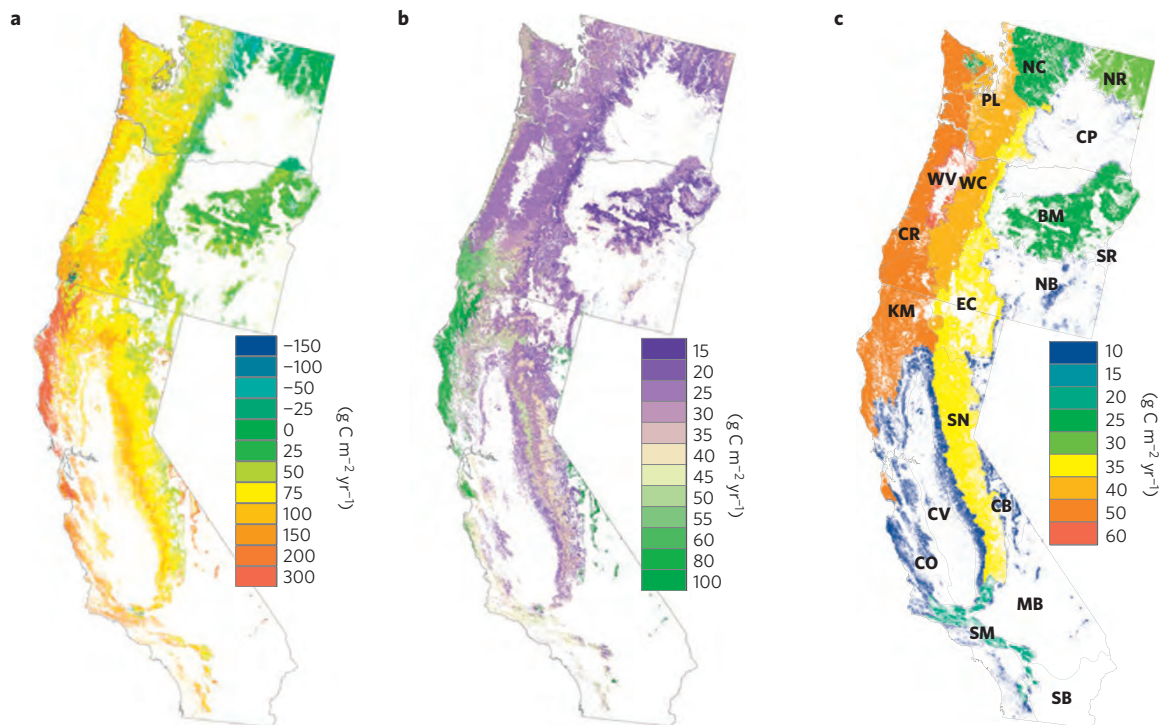 a
b
c
−150
−100
−50
−25
0
25
50
75
100
150
200
300
(g C m−2 yr−1)
15
20
25
30
35
40
45
50
55
60
80
100
(g C m−2 yr−1)
NC
NR
PL
CP
WV
WC
BM
CR
SR
NB
EC
KM
SN
CB
CV
CO
MB
SM
SB
10
15
20
25
30
35
40
50
60
(g C m−2 yr−1)